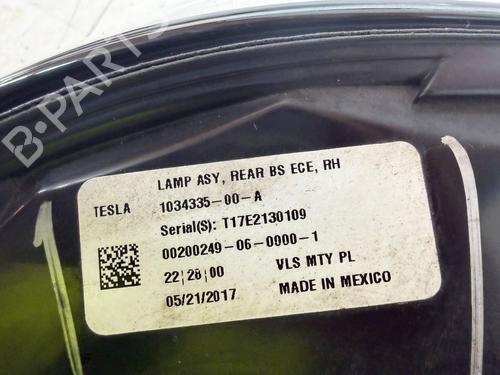 B-PARTS
LAMP ASY, REAR BS ECE, RH
TESLA 1034335-00-A
Serial(S): T17E2130109
00200249-06-0900-1
22:28:00 VLS MTY PL
05/21/2017 MADE IN MEXICO